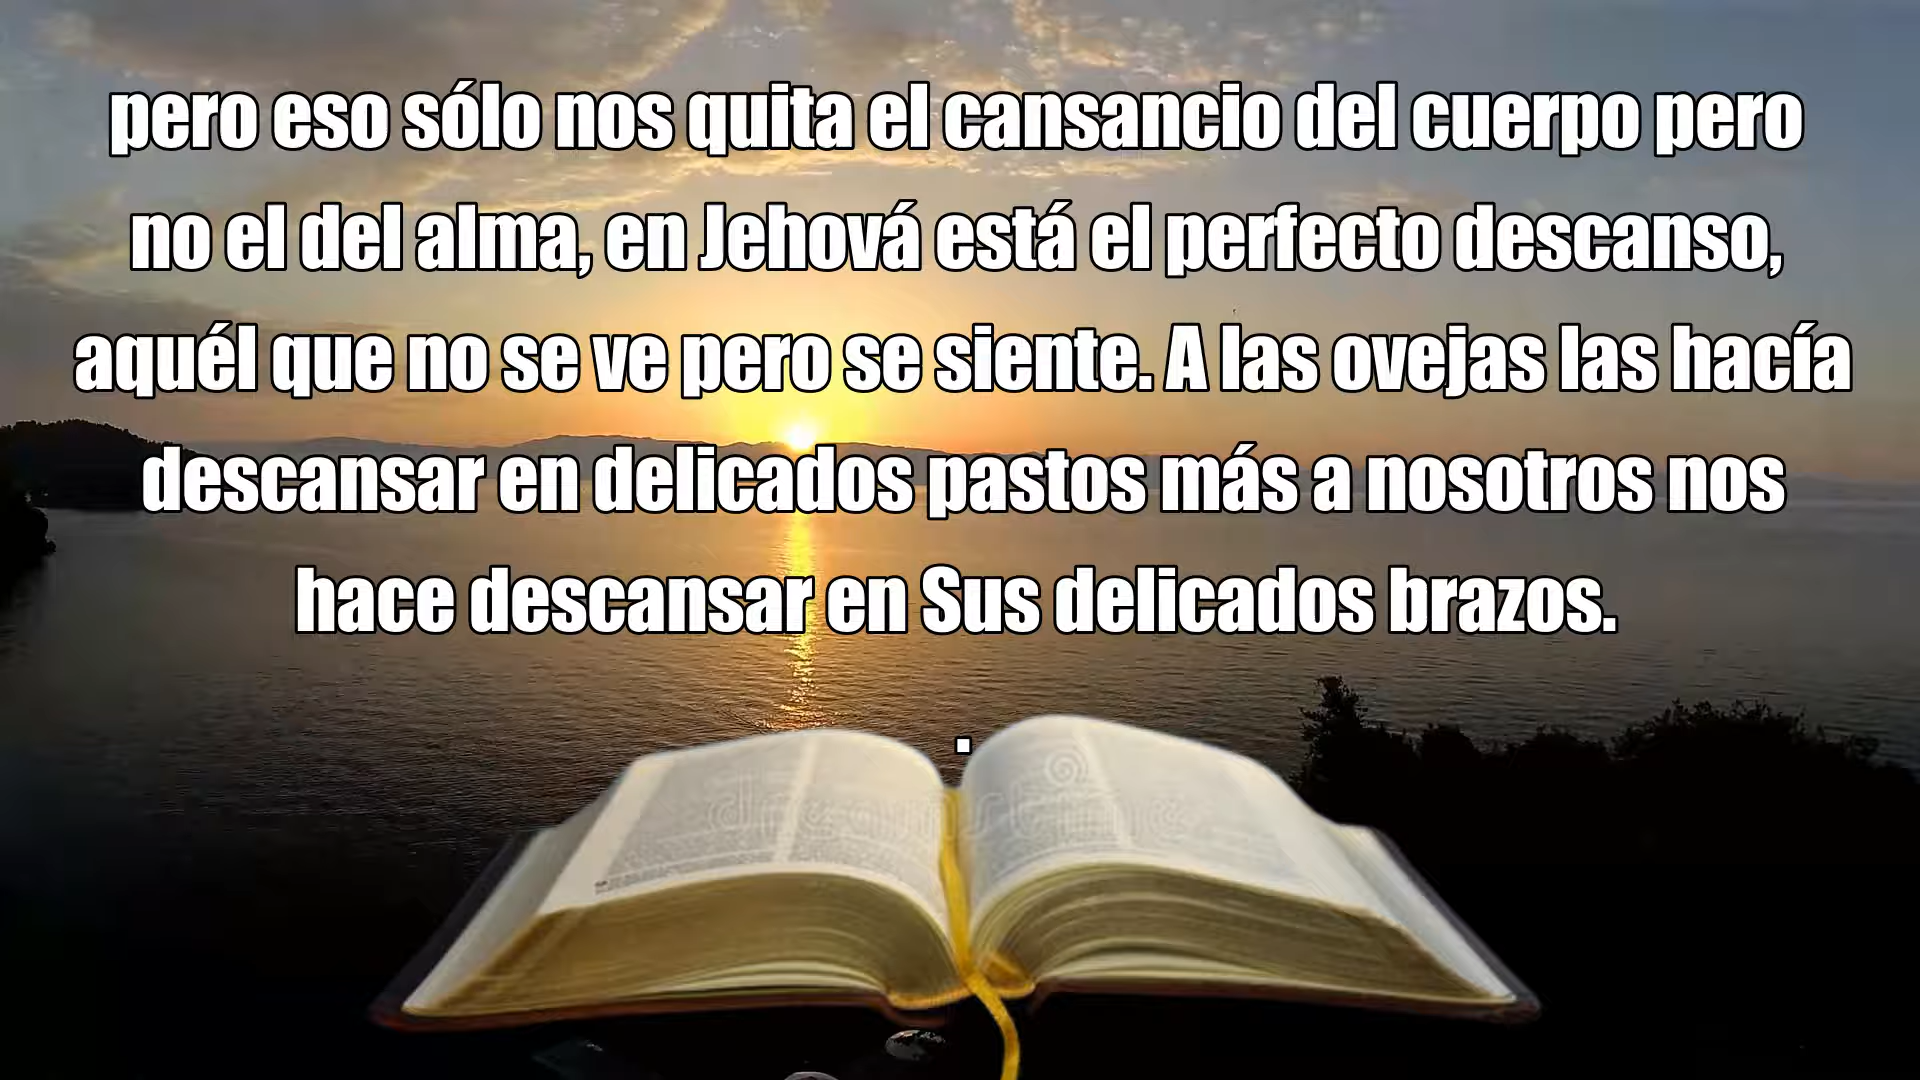 pero eso sólo nos quita el cansancio del cuerpo pero
no el del alma, en Jehová está el perfecto descanso,
aquél que no se ve pero se siente. A las ovejas las hacía
descansar en delicados pastos más a nosotros nos
hace descansar en Sus delicados brazos.
.
dreamstime